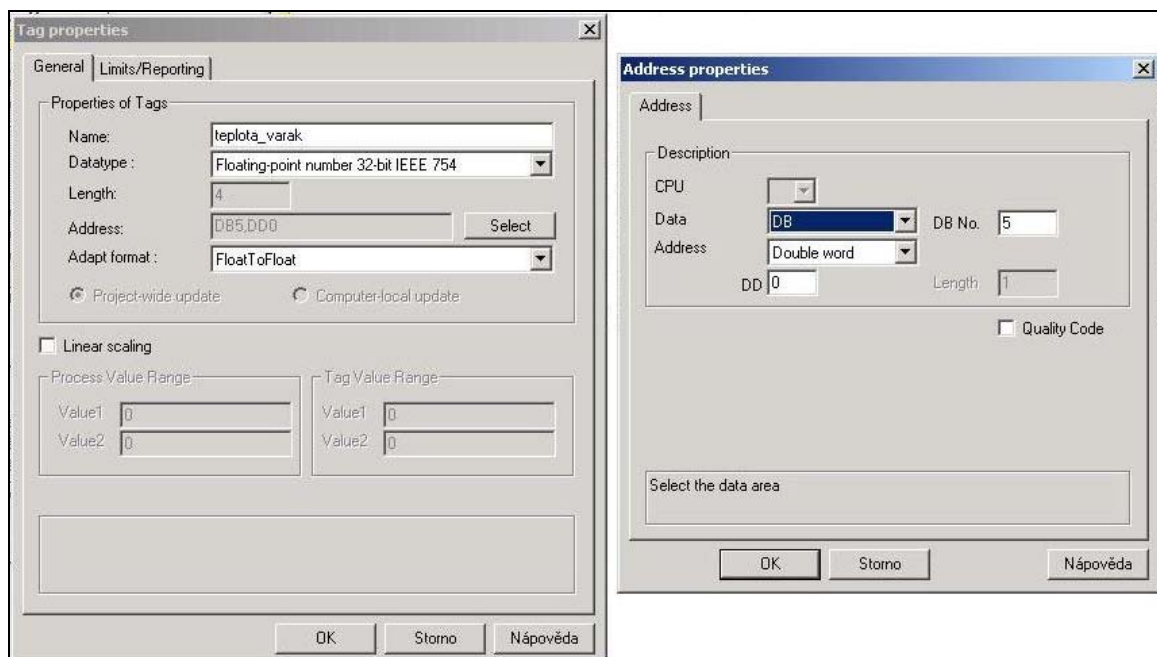 Tag properties
General Limits/Reporting
Properties of Tags
Name: teplota_varak
Datatype : Floating-point number 32-bit IEEE 754
Length: 4
Address: DB5,DD0 Select
Adapt format : FloatToFloat
Project-wide update Computer-local update
Linear scaling
Process Value Range
Value1 0
Value2 0
Tag Value Range
Value1 0
Value2 0
OK Storno Nápověda
Address properties
Address
Description
CPU
Data DB DB No. 5
Address Double word
DD 0 Length 1
Quality Code
Select the data area
OK Storno Nápověda